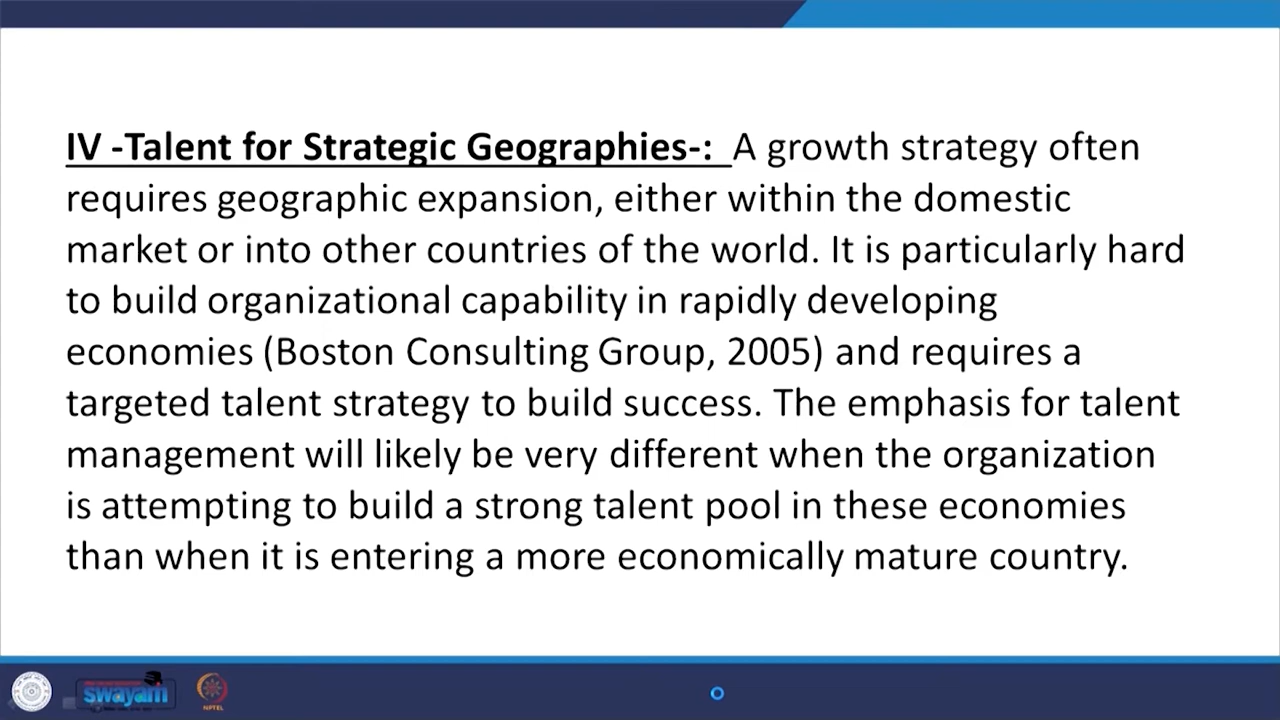 IV -Talent for Strategic Geographies-: A growth strategy often
requires geographic expansion, either within the domestic
market or into other countries of the world. It is particularly hard
to build organizational capability in rapidly developing
economies (Boston Consulting Group, 2005) and requires a
targeted talent strategy to build success. The emphasis for talent
management will likely be very different when the organization
is attempting to build a strong talent pool in these economies
than when it is entering a more economically mature country.
swayam
NPTEL